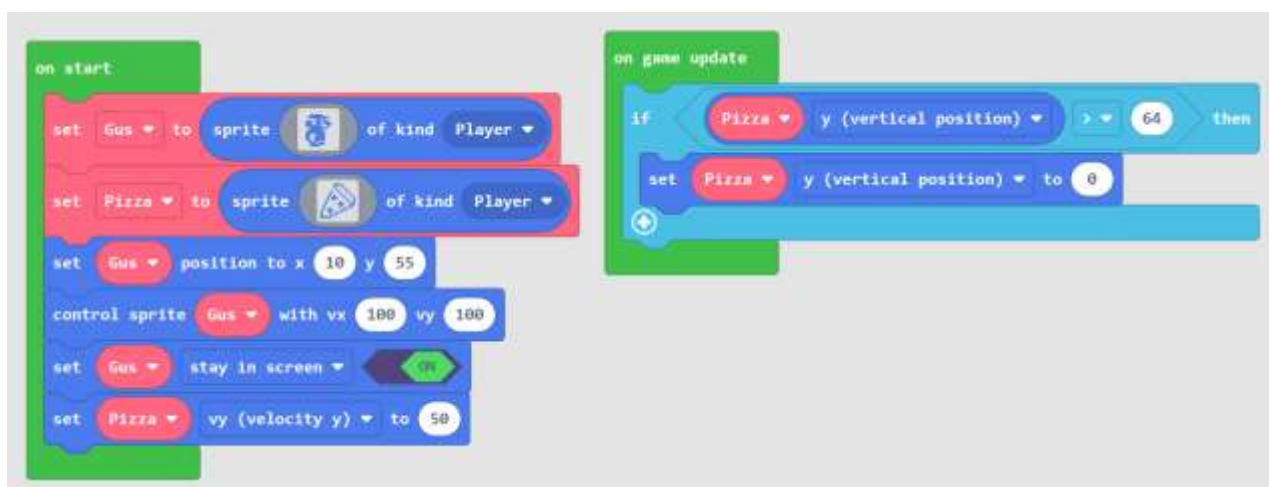 on start
set Gus to sprite of kind Player
set Pizza to sprite of kind Player
set Gus position to x 10 y 55
control sprite Gus with vx 100 vy 100
set Gus stay in screen ON
set Pizza vy (velocity y) to 50
on game update
if Pizza y (vertical position) > 64 then
set Pizza y (vertical position) to 0